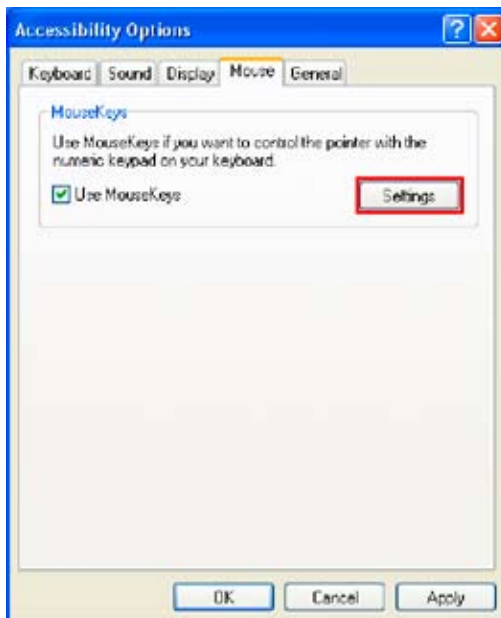 Accessibility Options
Keyboard Sound Display Mouse General
MouseKeys
Use MouseKeys if you want to control the pointer with the
numeric keypad on your keyboard.
Use MouseKeys Settings
OK Cancel Apply